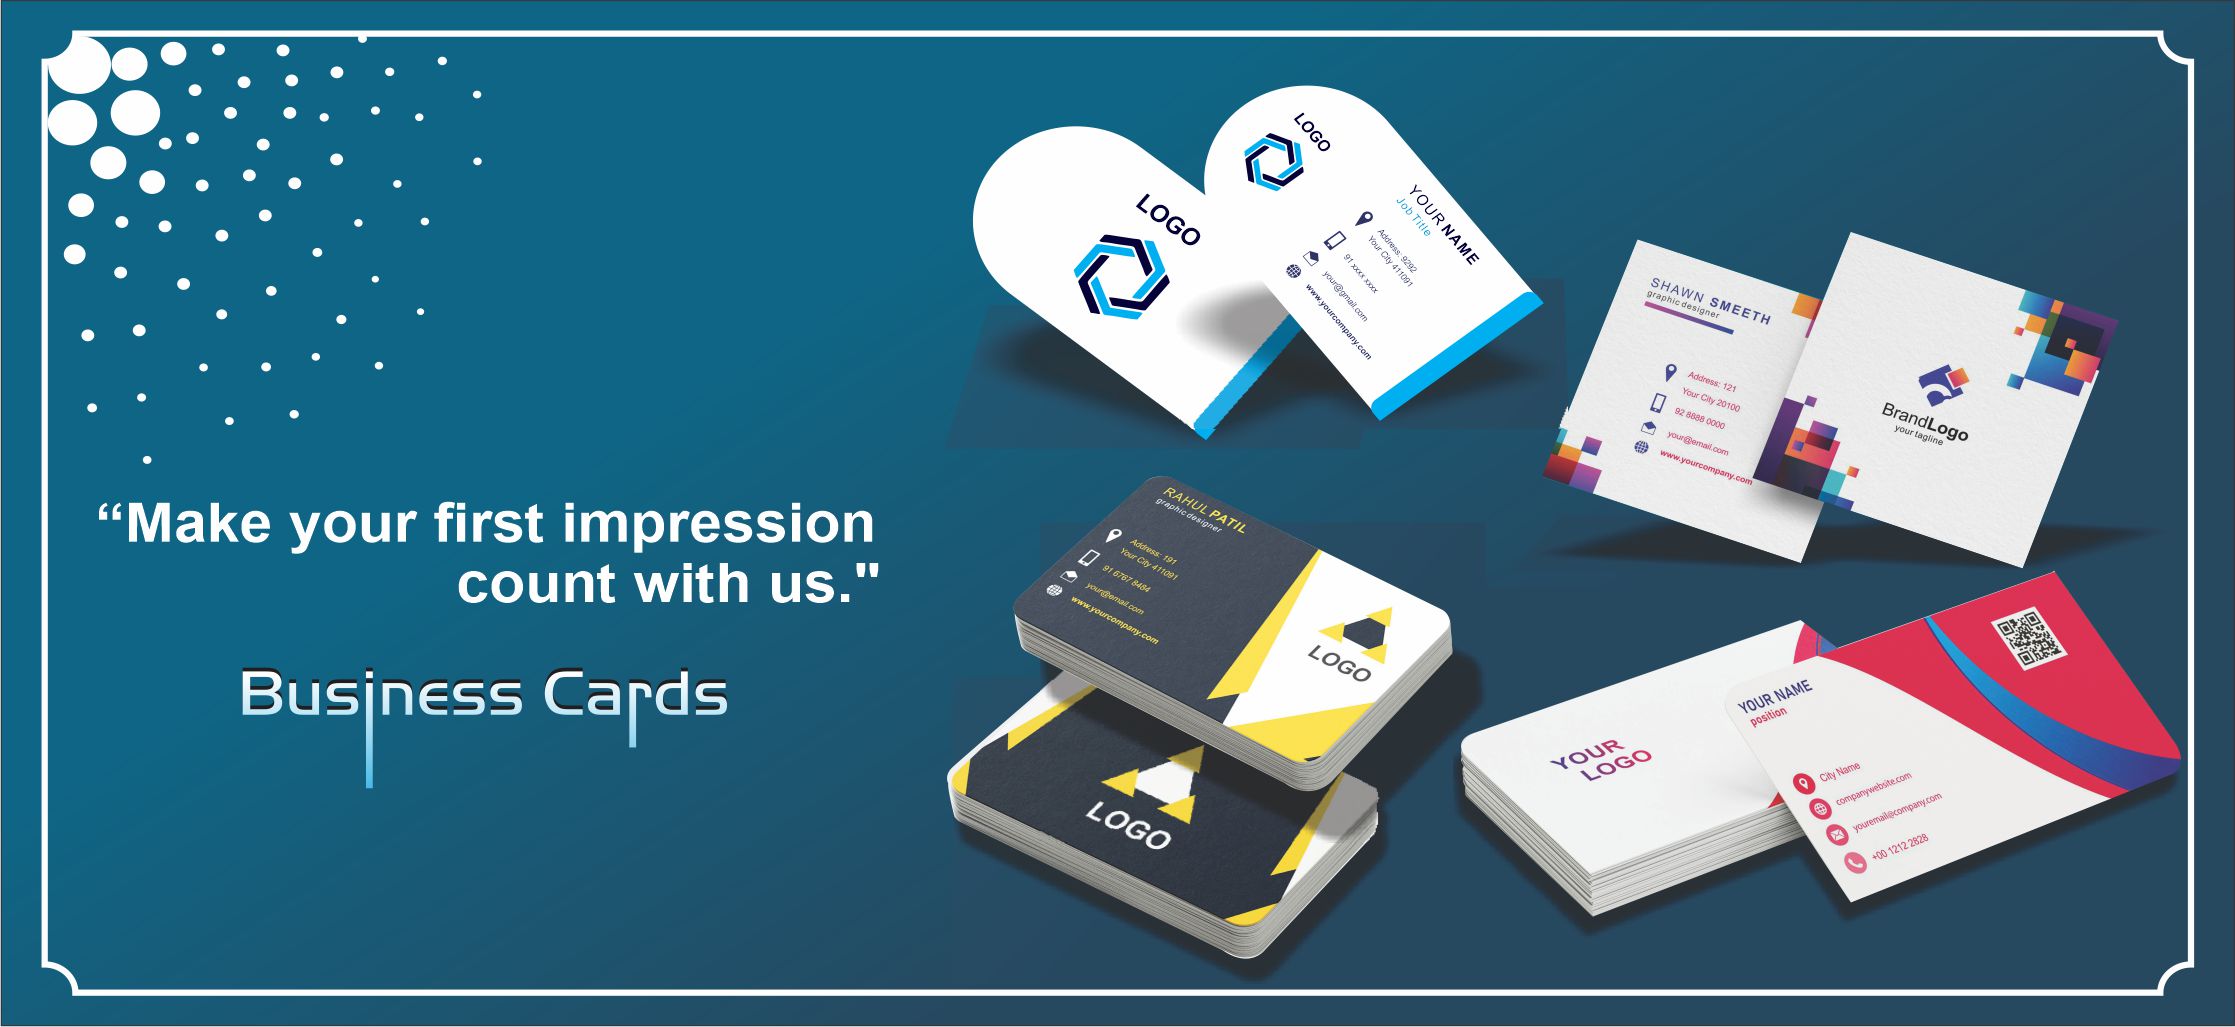 “Make your first impression
count with us."
Business Cards
LOGO
LOGO
YOUR NAME
Job Title
Address: 9292
Your City 411091
91 xxxx xxxx
your@gmail.com
www.yourcompany.com
SHAWN SMEETH
graphic designer
Address: 121
Your City 20100
92 8888 0000
your@email.com
www.yourcompany.com
BrandLogo
your tagline
RAHUL PATIL
graphic designer
Address: 191
Your City 411091
91 6767 8484
your@email.com
www.yourcompany.com
LOGO
LOGO
YOUR
LOGO
YOUR NAME
position
City Name
companywebsite.com
youremail@company.com
+00 1212 2828